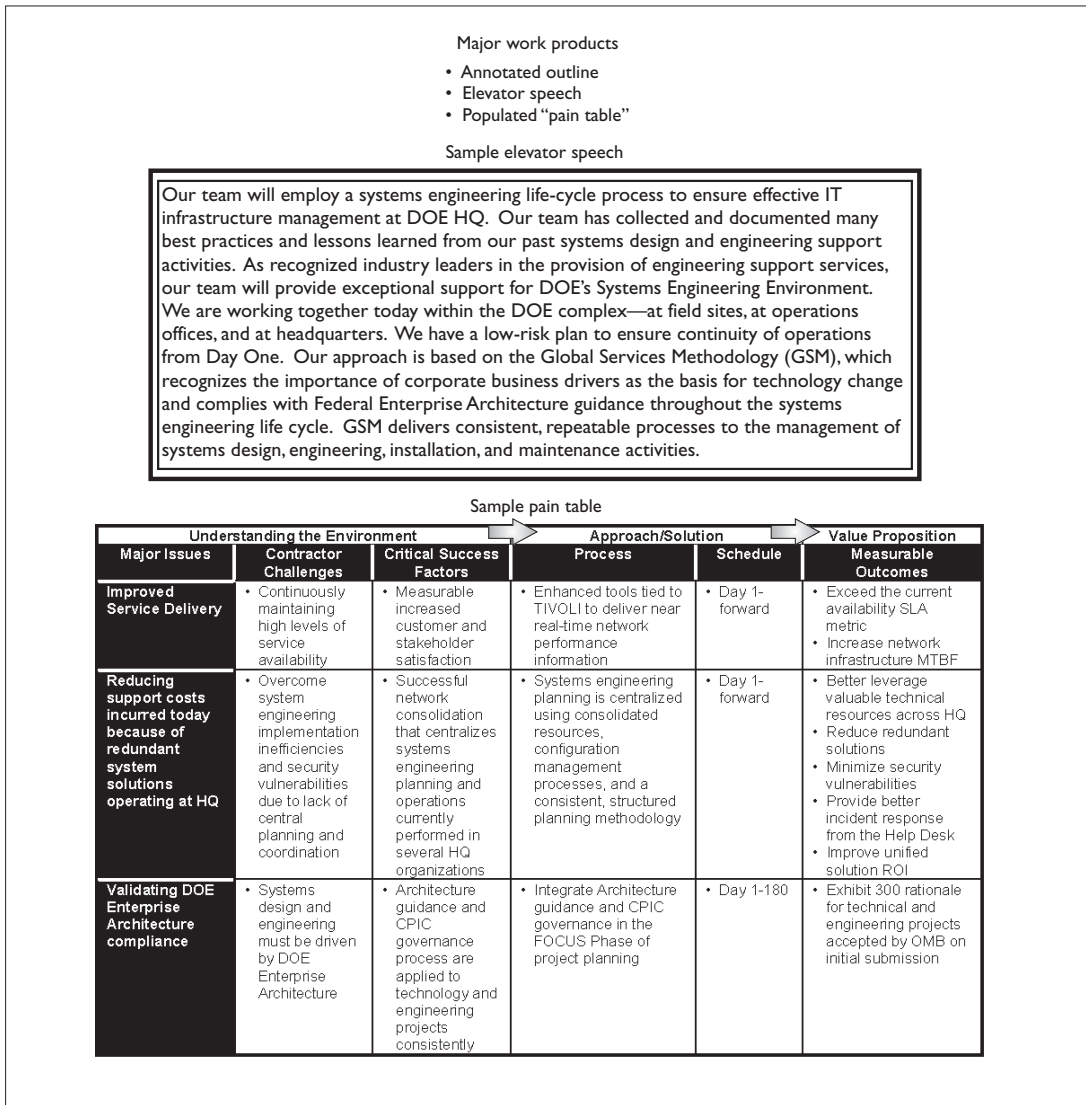 Major work products
• Annotated outline
• Elevator speech
• Populated “pain table”
Sample elevator speech
Our team will employ a systems engineering life-cycle process to ensure effective IT
infrastructure management at DOE HQ. Our team has collected and documented many
best practices and lessons learned from our past systems design and engineering support
activities. As recognized industry leaders in the provision of engineering support services,
our team will provide exceptional support for DOE’s Systems Engineering Environment.
We are working together today within the DOE complex—at field sites, at operations
offices, and at headquarters. We have a low-risk plan to ensure continuity of operations
from Day One. Our approach is based on the Global Services Methodology (GSM), which
recognizes the importance of corporate business drivers as the basis for technology change
and complies with Federal Enterprise Architecture guidance throughout the systems
engineering life cycle. GSM delivers consistent, repeatable processes to the management of
systems design, engineering, installation, and maintenance activities.
Sample pain table
Understanding the Environment
Approach/Solution
Value Proposition
Major Issues
Contractor
Challenges
Critical Success
Factors
Process
Schedule
Measurable
Outcomes
Improved
Service Delivery
• Continuously
maintaining
high levels of
service
availability
• Measurable
increased
customer and
stakeholder
satisfaction
• Enhanced tools tied to
TIVOLI to deliver near
real-time network
performance
information
• Day 1-
forward
• Exceed the current
availability SLA
metric
• Increase network
infrastructure MTBF
Reducing
support costs
incurred today
because of
redundant
system
solutions
operating at HQ
• Overcome
system
engineering
implementation
inefficiencies
and security
vulnerabilities
due to lack of
central
planning and
coordination
• Successful
network
consolidation
that centralizes
systems
engineering
planning and
operations
currently
performed in
several HQ
organizations
• Systems engineering
planning is centralized
using consolidated
resources,
configuration
management
processes, and a
consistent, structured
planning methodology
• Day 1-
forward
• Better leverage
valuable technical
resources across HQ
• Reduce redundant
solutions
• Minimize security
vulnerabilities
• Provide better
incident response
from the Help Desk
• Improve unified
solution ROI
Validating DOE
Enterprise
Architecture
compliance
• Systems
design and
engineering
must be driven
by DOE
Enterprise
Architecture
• Architecture
guidance and
CPIC
governance
process are
applied to
technology and
engineering
projects
consistently
• Integrate Architecture
guidance and CPIC
governance in the
FOCUS Phase of
project planning
• Day 1-180
• Exhibit 300 rationale
for technical and
engineering projects
accepted by OMB on
initial submission